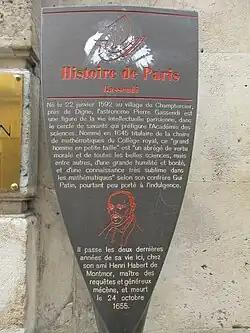 Histoire de Paris
Gassendi
Né le 22 janvier 1592 au village de Champtercier,
près de Digne, l'astronome Pierre Gassendi est
une figure de la vie intellectuelle parisienne, dans
le cercle de savants qui préfigure l'Académie des
sciences. Nommé en 1645 titulaire de la chaire
de mathématiques du Collège royal, ce "grand
homme en petite taille" est "un abrégé de vertu
morale et de toutes les belles sciences, mais
entre autres, d'une grande humilité et bonté,
et d'une connaissance très sublime dans
les mathématiques" selon son confrère Gui
Patin, pourtant peu porté à l'indulgence.
Il passe les deux dernières
années de sa vie ici, chez
son ami Henri Habert de
Montmor, maître des
requêtes et généreux
mécène, et meurt
le 24 octobre
1655.
N